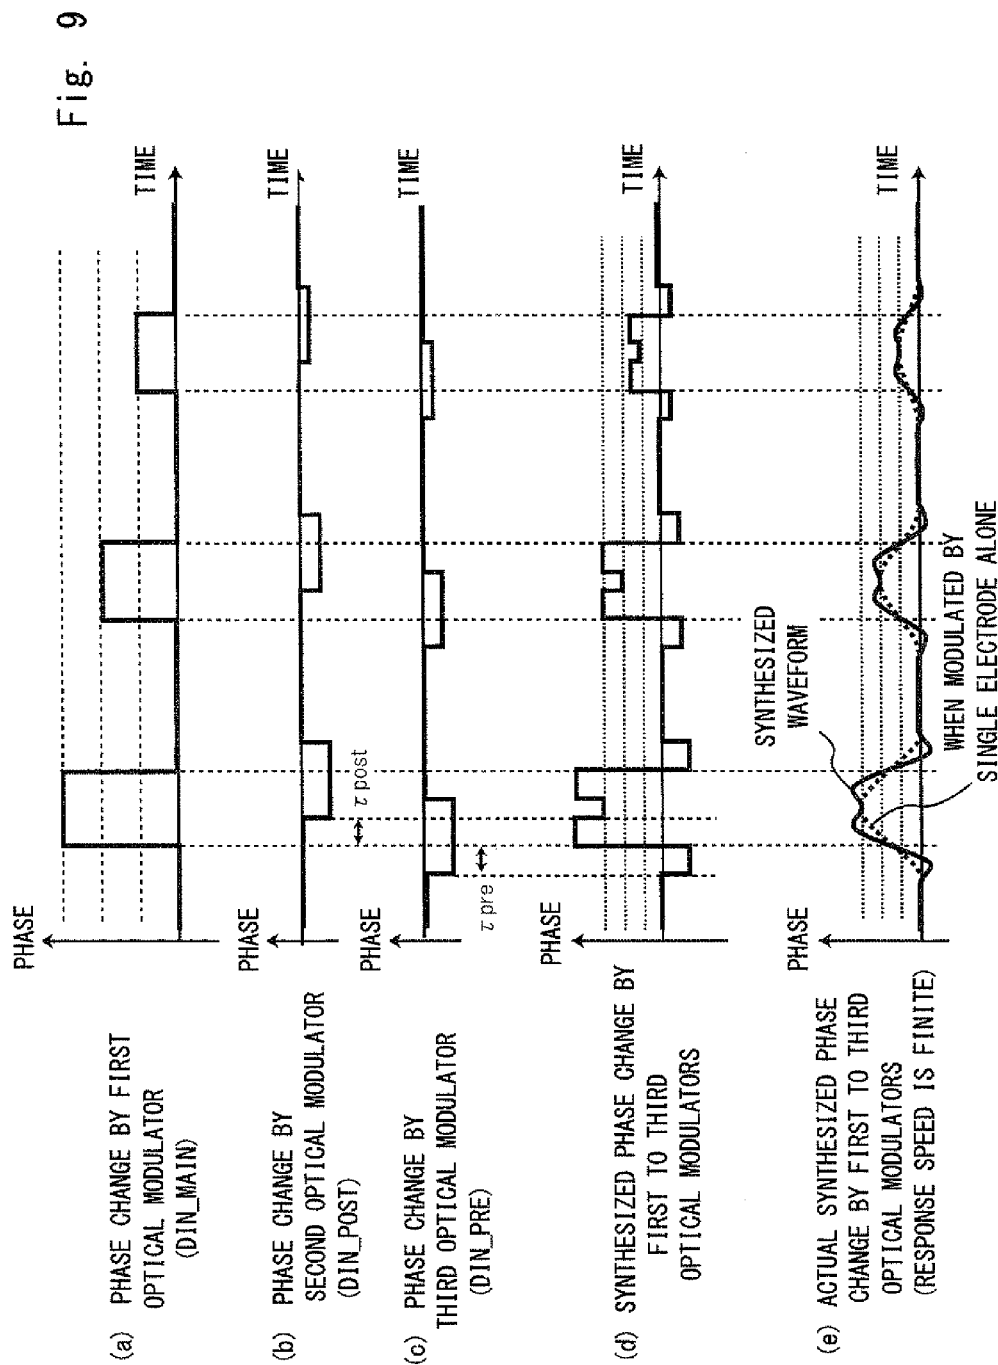 Fig. 9
(a) PHASE CHANGE BY FIRST
OPTICAL MODULATOR
(DIN_MAIN)
PHASE
TIME
(b) PHASE CHANGE BY
SECOND OPTICAL MODULATOR
(DIN_POST)
PHASE
τ post
TIME
(c) PHASE CHANGE BY
THIRD OPTICAL MODULATOR
(DIN_PRE)
PHASE
τ pre
TIME
(d) SYNTHESIZED PHASE CHANGE BY
FIRST TO THIRD
OPTICAL MODULATORS
PHASE
TIME
(e) ACTUAL SYNTHESIZED PHASE
CHANGE BY FIRST TO THIRD
OPTICAL MODULATORS
(RESPONSE SPEED IS FINITE)
PHASE
SYNTHESIZED
WAVEFORM
TIME
WHEN MODULATED BY
SINGLE ELECTRODE ALONE